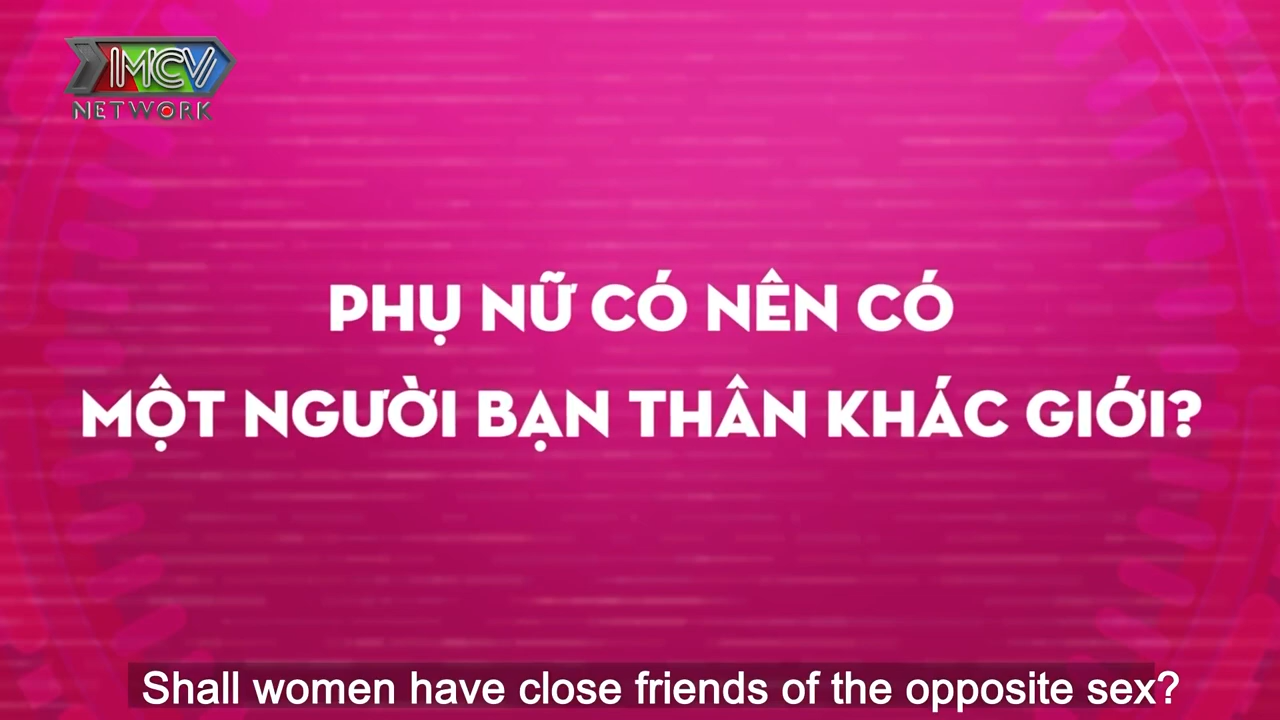 MCV
NETWORK
PHỤ NỮ CÓ NÊN CÓ
MỘT NGƯỜI BẠN THÂN KHÁC GIỚI?
Shall women have close friends of the opposite sex?